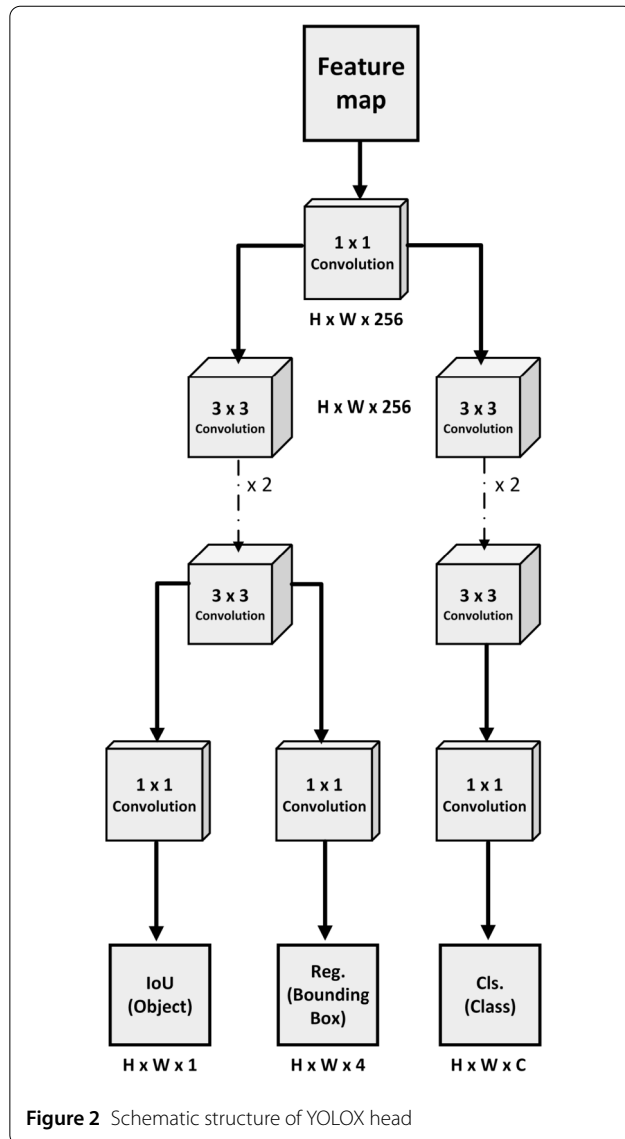 Feature
map
1 x 1
Convolution
H x W x 256
3 x 3
Convolution
H x W x 256
3 x 3
Convolution
x 2
x 2
3 x 3
Convolution
3 x 3
Convolution
1 x 1
Convolution
1 x 1
Convolution
1 x 1
Convolution
IoU
(Object)
Reg.
(Bounding
Box)
Cls.
(Class)
H x W x 1
H x W x 4
H x W x C
Figure 2 Schematic structure of YOLOX head